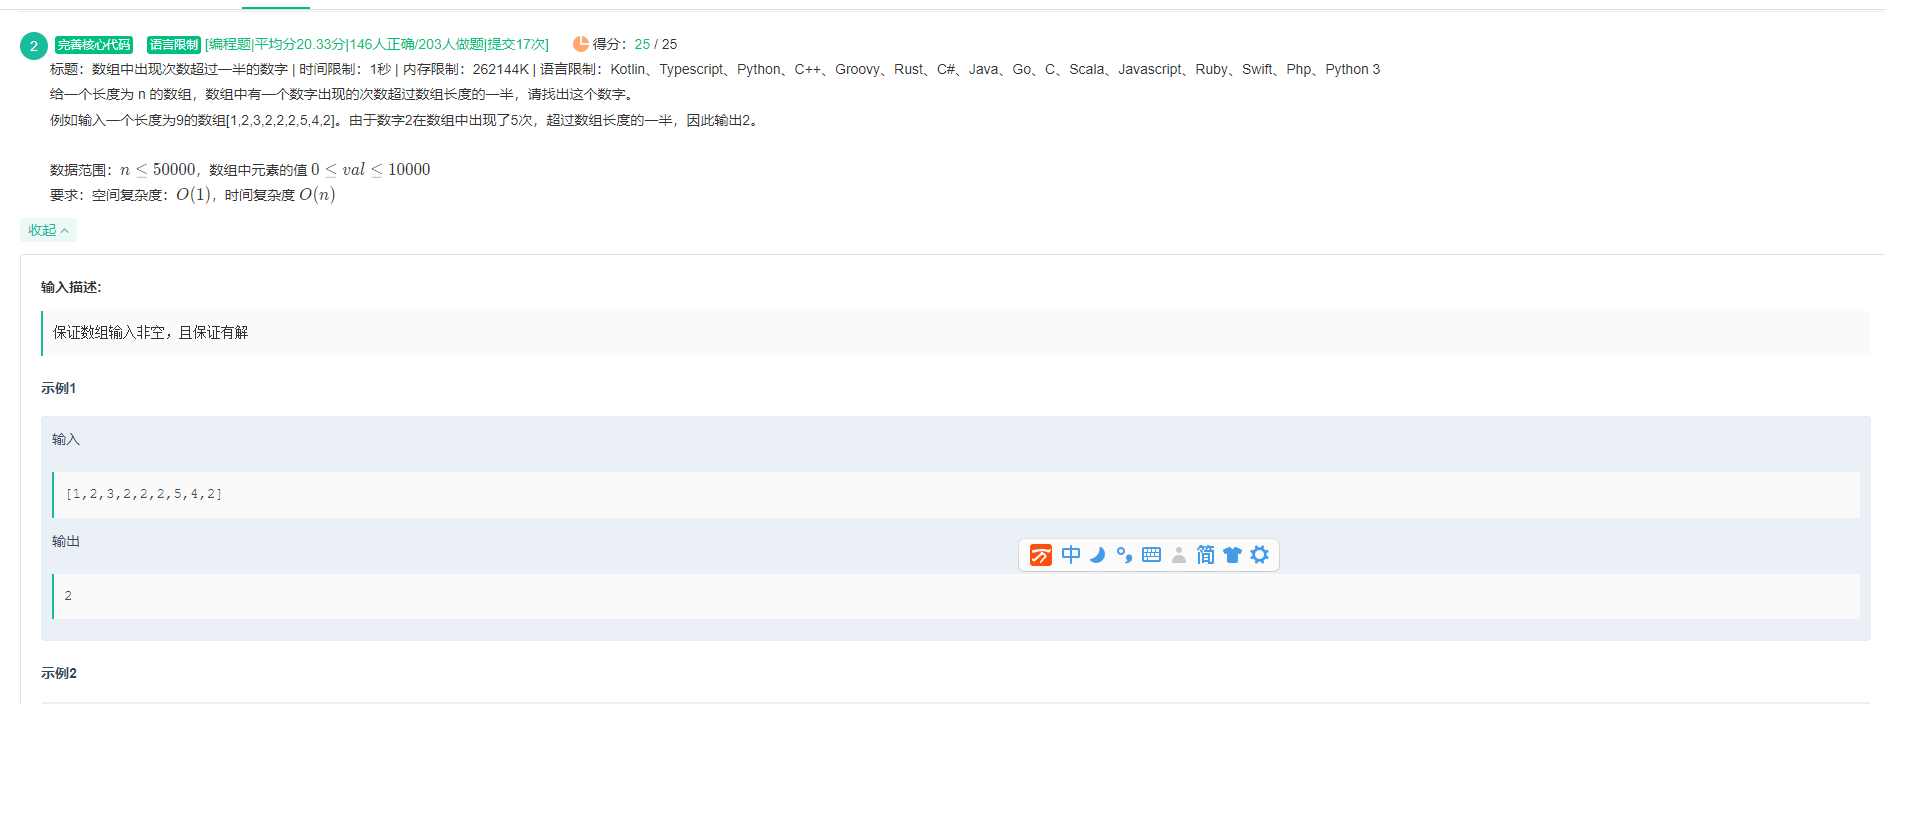 2 完善核心代码 语言限制 [编程题|平均分20.33分|146人正确/203人做题|提交17次] 得分：25 / 25
标题：数组中出现次数超过一半的数字 | 时间限制：1秒 | 内存限制：262144K | 语言限制：Kotlin、Typescript、Python、C++、Groovy、Rust、C#、Java、Go、C、Scala、Javascript、Ruby、Swift、Php、Python 3
给一个长度为 n 的数组，数组中有一个数字出现的次数超过数组长度的一半，请找出这个数字。
例如输入一个长度为9的数组[1,2,3,2,2,2,5,4,2]。由于数字2在数组中出现了5次，超过数组长度的一半，因此输出2。
数据范围：n ≤ 50000，数组中元素的值 0 ≤ val ≤ 10000
要求：空间复杂度：O(1)，时间复杂度 O(n)
收起
输入描述:
保证数组输入非空，且保证有解
示例1
输入
[1,2,3,2,2,2,5,4,2]
输出
中 简
2
示例2